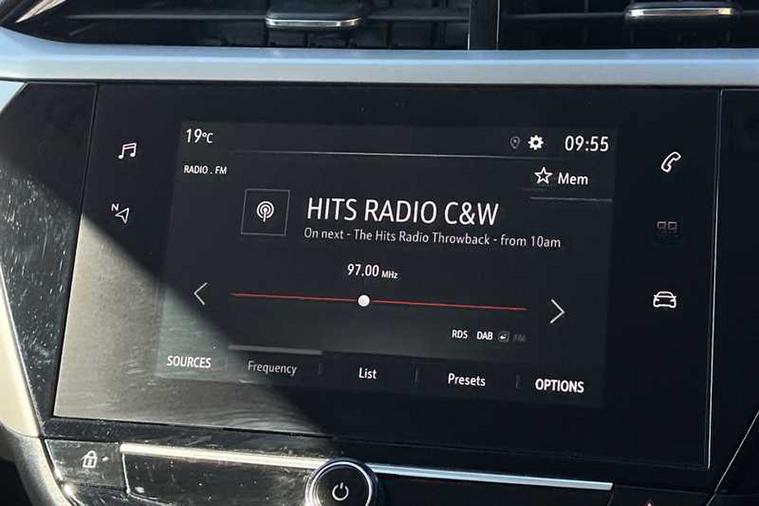 19°C
09:55
RADIO . FM
Mem
HITS RADIO C&W
On next - The Hits Radio Throwback - from 10am
97.00 MHz
N
RDS DAB FM
SOURCES
Frequency
List
Presets
OPTIONS